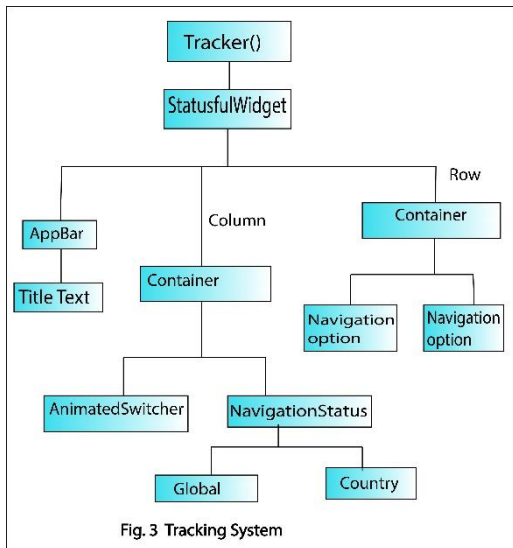 Tracker()
StatusfulWidget
Row
Column
Container
AppBar
Container
Title Text
Navigation
option
Navigation
option
AnimatedSwitcher
NavigationStatus
Global
Country
Fig. 3 Tracking System